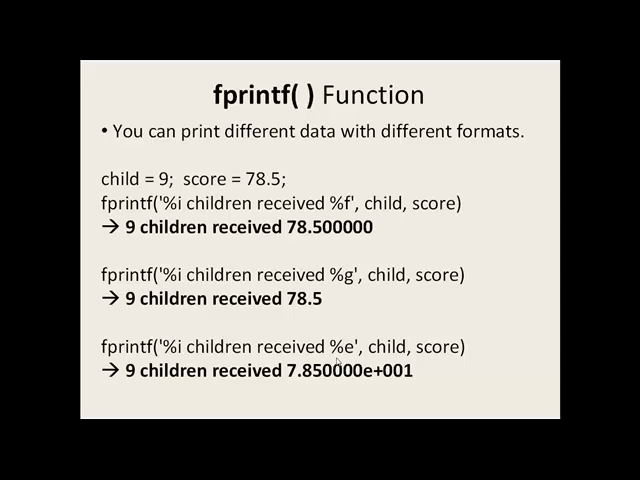 fprintf( ) Function
• You can print different data with different formats.
child = 9;  score = 78.5;
fprintf('%i children received %f', child, score)
→ 9 children received 78.500000
fprintf('%i children received %g', child, score)
→ 9 children received 78.5
fprintf('%i children received %e', child, score)
→ 9 children received 7.850000e+001